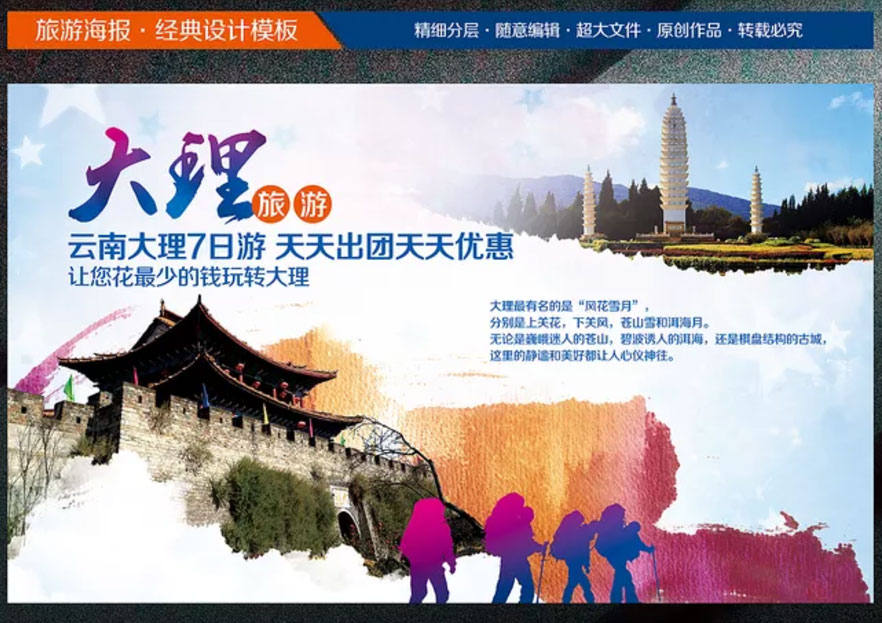 旅游海报·经典设计模板
精细分层·随意编辑·超大文件·原创作品·转载必究
大理旅游
云南大理7日游 天天出团天天优惠
让您花最少的钱玩转大理
大理最有名的是“风花雪月”，
分别是上关花，下关风，苍山雪和洱海月。
无论是巍峨迷人的苍山，碧波诱人的洱海，还是棋盘结构的古城，
这里的静谧和美好都让人心仪神往。